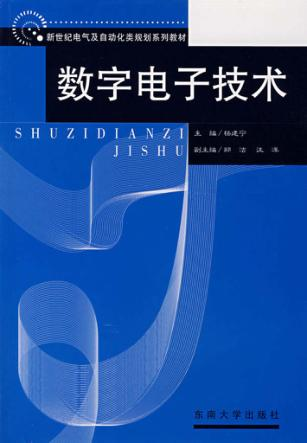 新世纪电气及自动化类规划系列教材
数字电子技术
SHUZIDIANZI
JISHU
主 编/杨建宁
副主编/顾 洁 沈
东南大学出版社